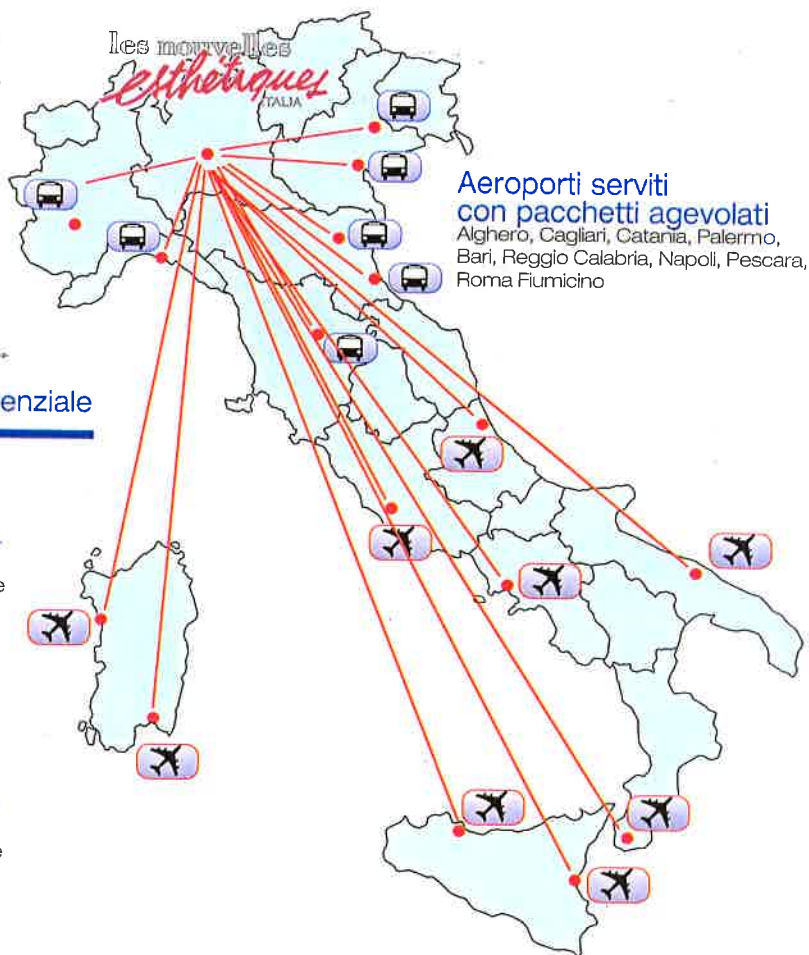 les nouvelles
esthétiques
ITALIA
Aeroporti serviti
con pacchetti agevolati
Alghero, Cagliari, Catania, Palermo,
Bari, Reggio Calabria, Napoli, Pescara,
Roma Fiumicino
enziale
e
e